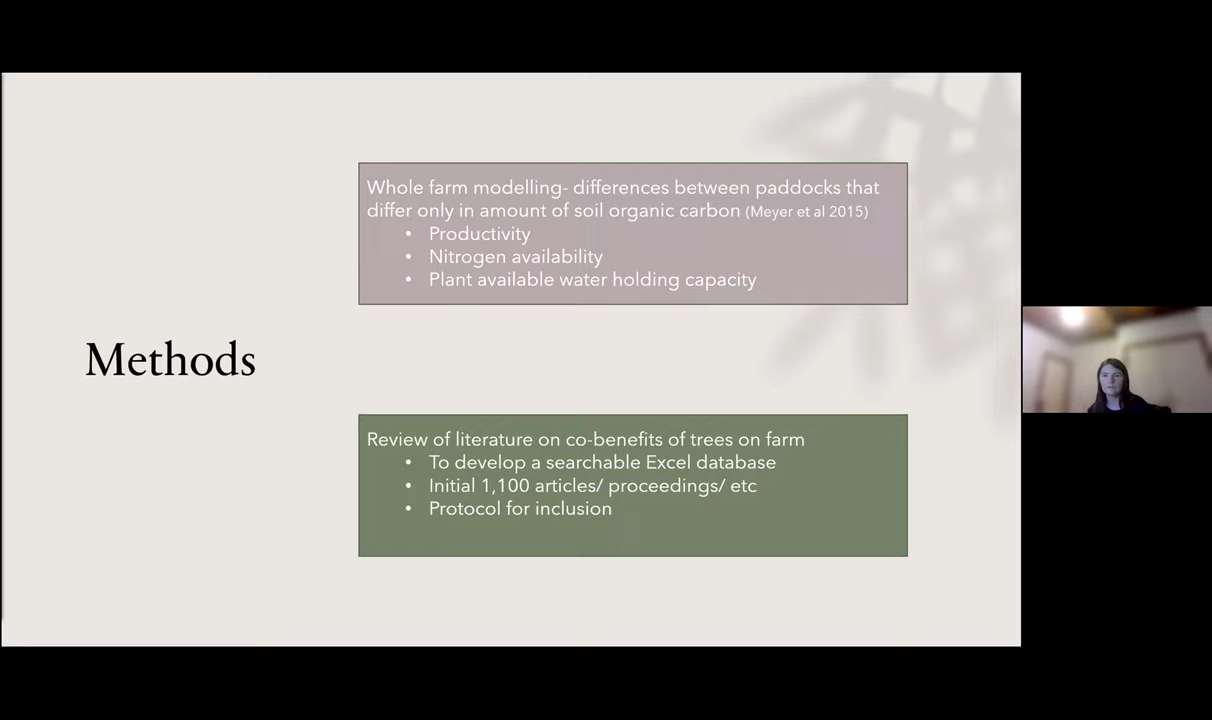 Methods
Whole farm modelling- differences between paddocks that
differ only in amount of soil organic carbon (Meyer et al 2015)
• Productivity
• Nitrogen availability
• Plant available water holding capacity
Review of literature on co-benefits of trees on farm
• To develop a searchable Excel database
• Initial 1,100 articles/ proceedings/ etc
• Protocol for inclusion